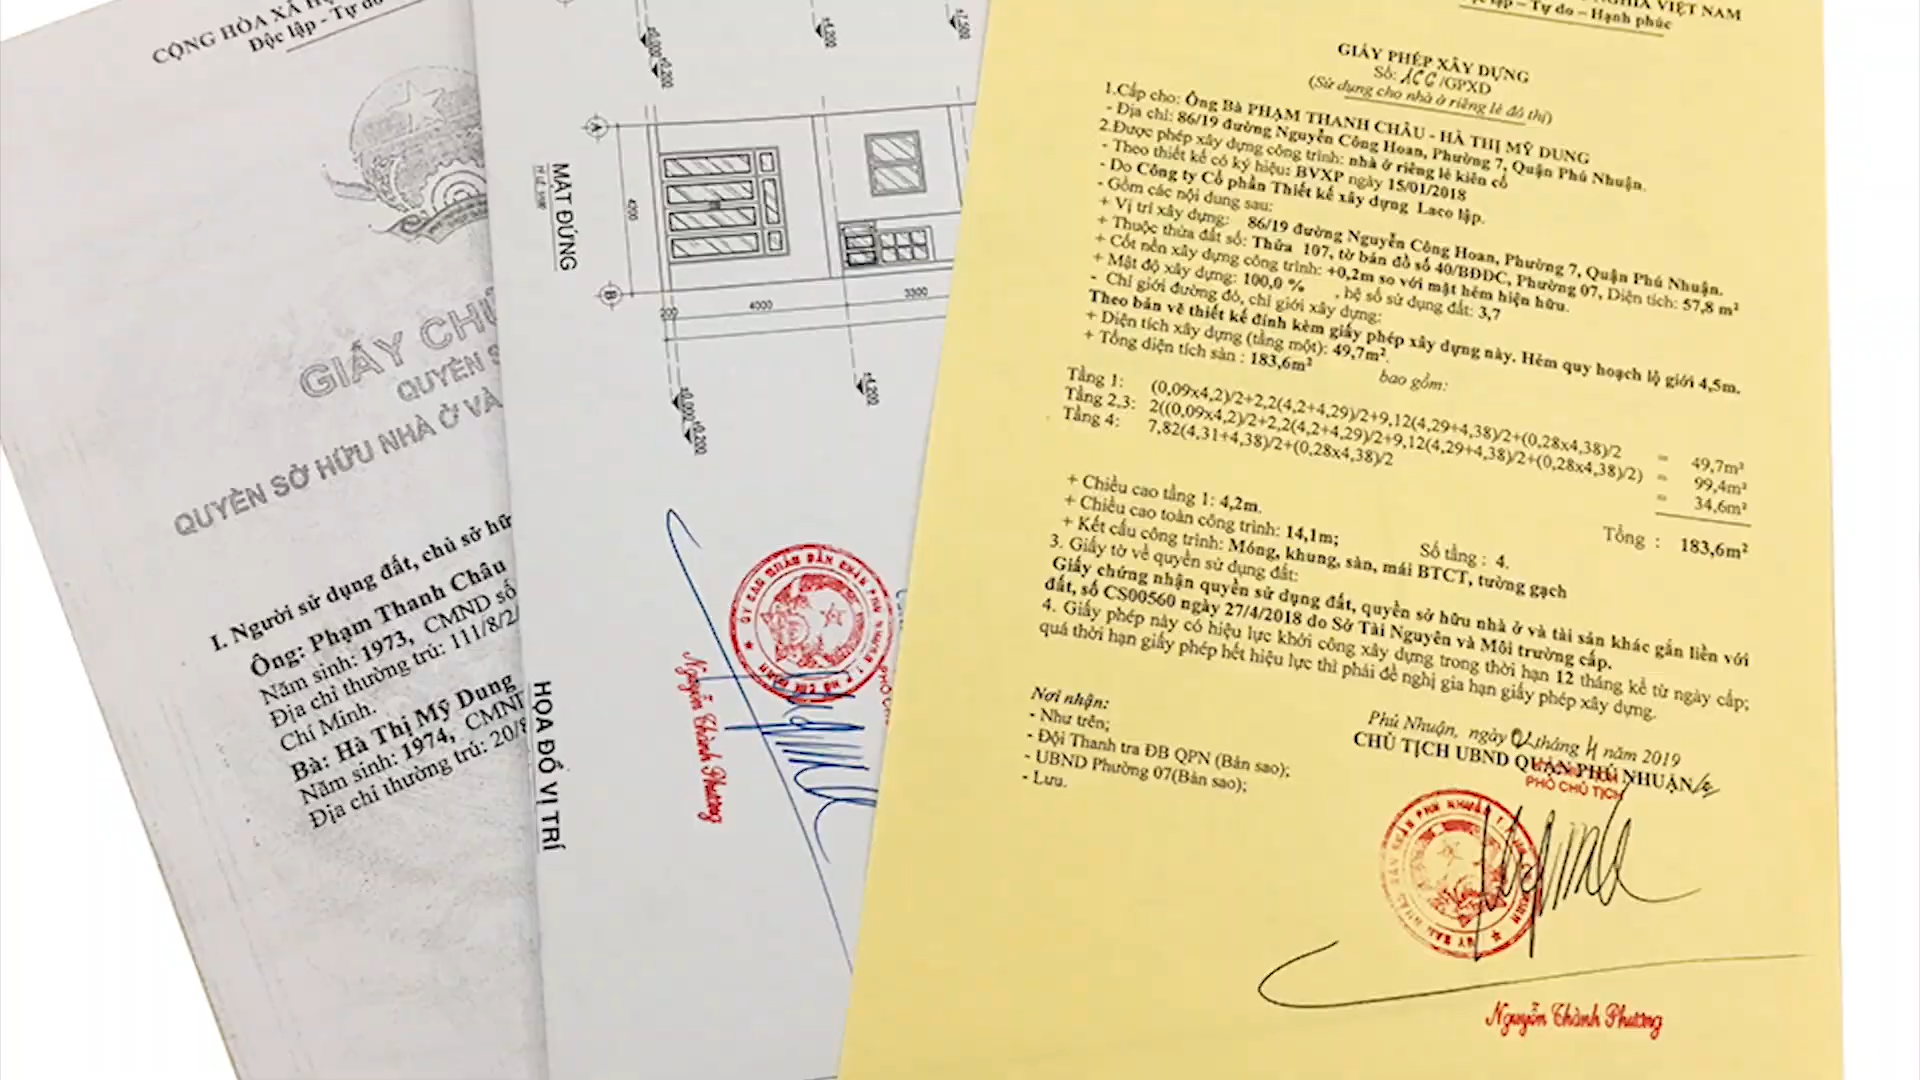 CỘNG HÒA XÃ H
Độc lập - Tự do
GIẤY CHỨ
QUYỀN S
QUYỀN SỞ HỮU NHÀ Ở VÀ
I. Người sử dụng đất, chủ sở hữ
Ông: Phạm Thanh Châu
Năm sinh: 1973, CMND số
Địa chỉ thường trú: 111/8/2
Chí Minh.
Bà: Hà Thị Mỹ Dung
Năm sinh: 1974, CMND
Địa chỉ thường trú: 20/8
±0,000
+0,200
+4,200
+7,500
A
B
MẶT ĐỨNG
4200
200
4000
3300
±0,000
+0,200
+4,200
Nguyễn Thành Phương
HỌA ĐỒ VỊ TRÍ
NGHĨA VIỆT NAM
Độc lập – Tự do – Hạnh phúc
GIẤY PHÉP XÂY DỰNG
Số: /GPXD
(Sử dụng cho nhà ở riêng lẻ đô thị)
1.Cấp cho: Ông Bà PHẠM THANH CHÂU - HÀ THỊ MỸ DUNG
- Địa chỉ: 86/19 đường Nguyễn Công Hoan, Phường 7, Quận Phú Nhuận.
2.Được phép xây dựng công trình: nhà ở riêng lẻ kiên cố
- Theo thiết kế có ký hiệu: BVXP ngày 15/01/2018
- Do Công ty Cổ phần Thiết kế xây dựng Laco lập.
- Gồm các nội dung sau:
+ Vị trí xây dựng: 86/19 đường Nguyễn Công Hoan, Phường 7, Quận Phú Nhuận.
+ Thuộc thửa đất số: Thửa 107, tờ bản đồ số 40/BĐĐC, Phường 07, Diện tích: 57,8 m²
+ Cốt nền xây dựng công trình: +0,2m so với mặt hẻm hiện hữu.
+ Mật độ xây dựng: 100,0 % , hệ số sử dụng đất: 3,7
- Chỉ giới đường đỏ, chỉ giới xây dựng:
Theo bản vẽ thiết kế đính kèm giấy phép xây dựng này. Hẻm quy hoạch lộ giới 4,5m.
+ Diện tích xây dựng (tầng một): 49,7m².
+ Tổng diện tích sàn : 183,6m² bao gồm:
Tầng 1: (0,09x4,2)/2+2,2(4,2+4,29)/2+9,12(4,29+4,38)/2+(0,28x4,38)/2 = 49,7m²
Tầng 2,3: 2((0,09x4,2)/2+2,2(4,2+4,29)/2+9,12(4,29+4,38)/2+(0,28x4,38)/2) = 99,4m²
Tầng 4: 7,82(4,31+4,38)/2+(0,28x4,38)/2 = 34,6m²
Tổng : 183,6m²
+ Chiều cao tầng 1: 4,2m.
+ Chiều cao toàn công trình: 14,1m; Số tầng : 4.
+ Kết cấu công trình: Móng, khung, sàn, mái BTCT, tường gạch
3. Giấy tờ về quyền sử dụng đất:
Giấy chứng nhận quyền sử dụng đất, quyền sở hữu nhà ở và tài sản khác gắn liền với
đất, số CS00560 ngày 27/4/2018 do Sở Tài Nguyên và Môi trường cấp.
4. Giấy phép này có hiệu lực khởi công xây dựng trong thời hạn 12 tháng kể từ ngày cấp;
quá thời hạn giấy phép hết hiệu lực thì phải đề nghị gia hạn giấy phép xây dựng.
Nơi nhận:
- Như trên;
- Đội Thanh tra ĐB QPN (Bản sao);
- UBND Phường 07(Bản sao);
- Lưu.
Phú Nhuận, ngày 02 tháng năm 2019
CHỦ TỊCH UBND QUẬN PHÚ NHUẬN
PHÓ CHỦ TỊCH
Nguyễn Thành Phương